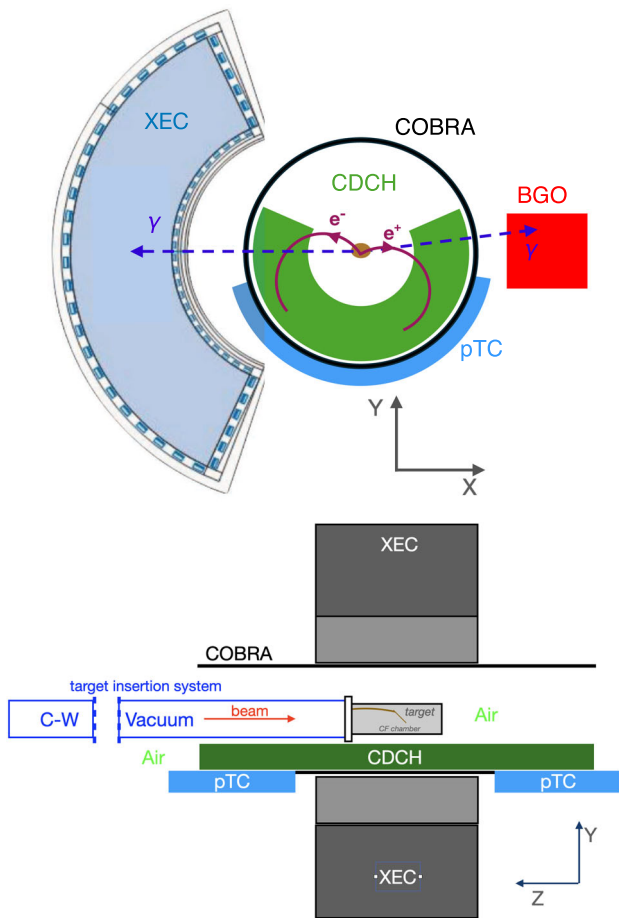 XEC
COBRA
CDCH
BGO
e-
e+
γ
γ
pTC
Y
X
XEC
COBRA
target insertion system
C-W
Vacuum
beam
target
CF chamber
Air
Air
CDCH
pTC
pTC
XEC
Y
Z